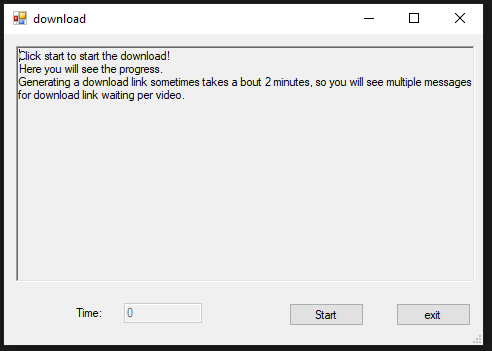 download
Click start to start the download!
Here you will see the progress.
Generating a download link sometimes takes a bout 2 minutes, so you will see multiple messages
for download link waiting per video.
Time: 0 Start exit